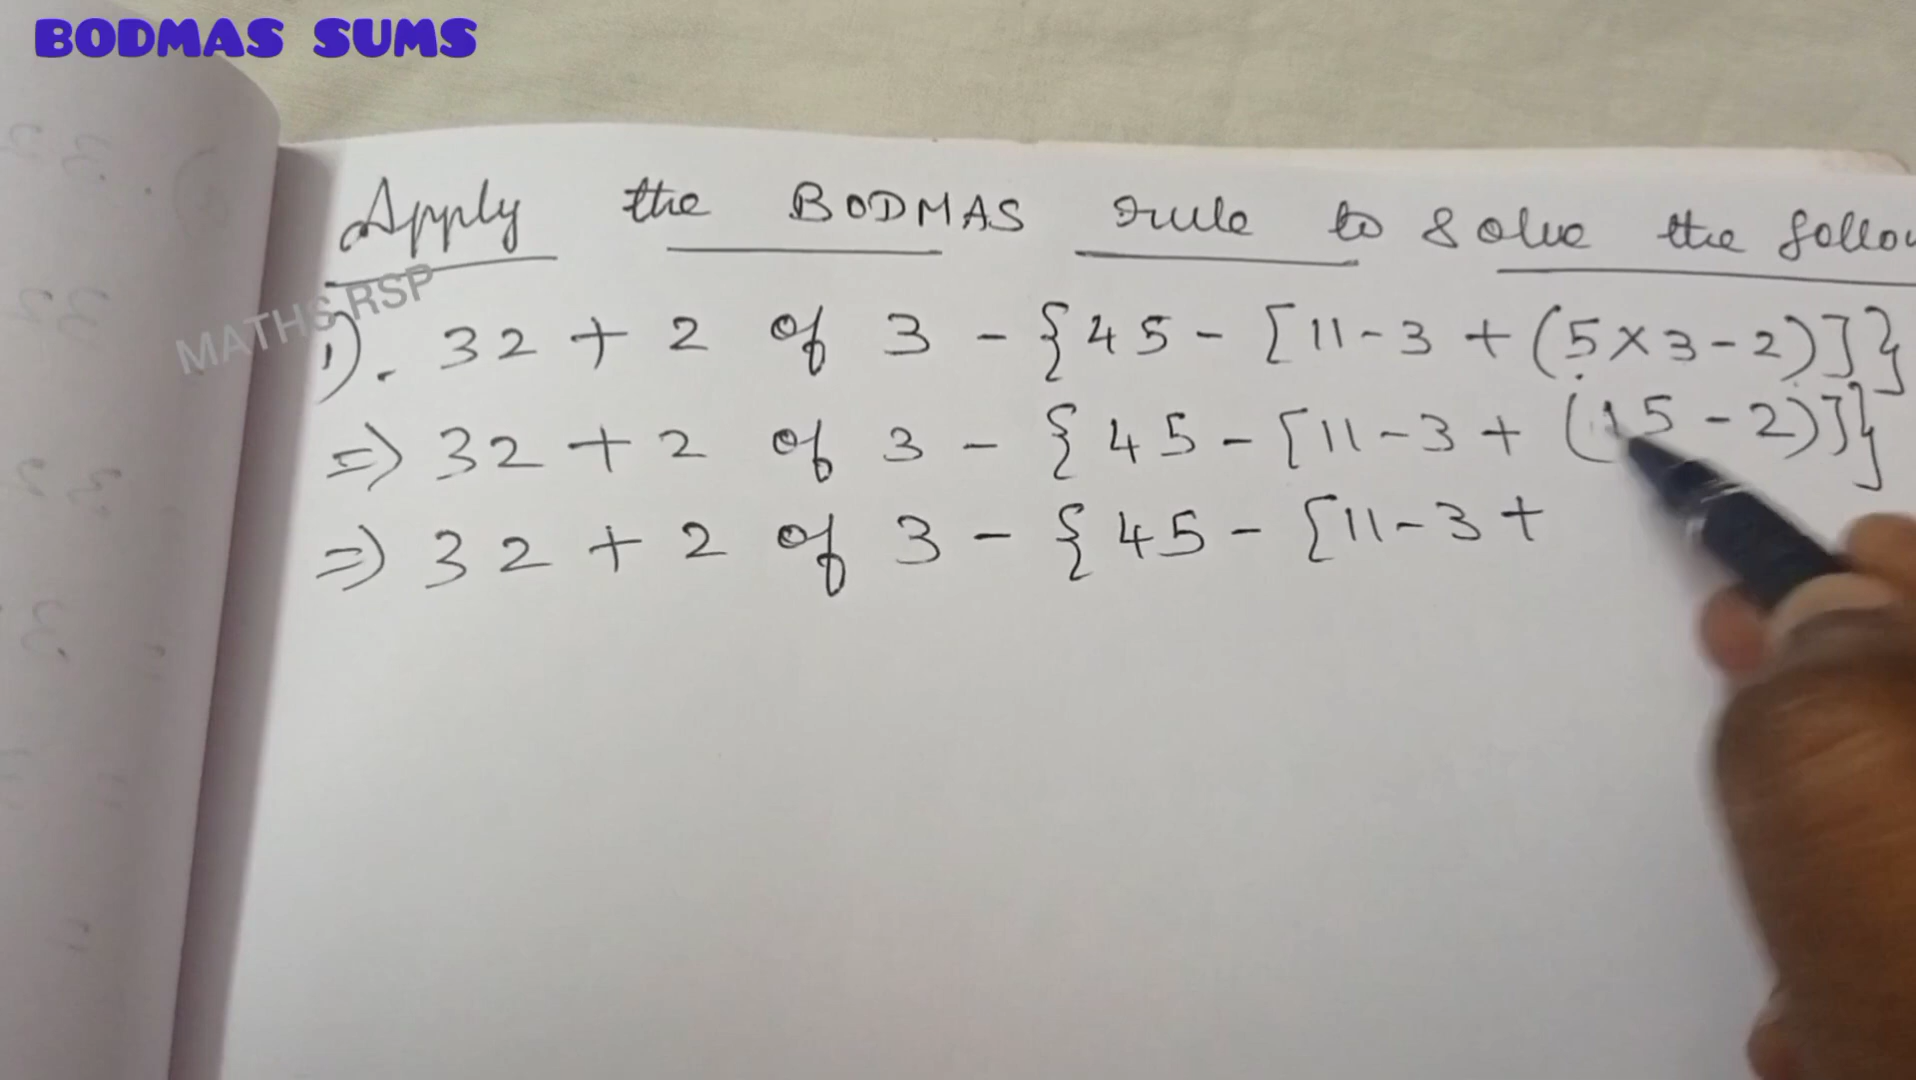 BODMAS SUMS
Apply the BODMAS rule to solve the follow
MATHS RSP
1). 32 + 2 of 3 - {45 - [11-3 + (5×3-2)]}
=> 32 + 2 of 3 - {45 - [11-3 + (15-2)]}
=> 32 + 2 of 3 - {45 - [11-3 +